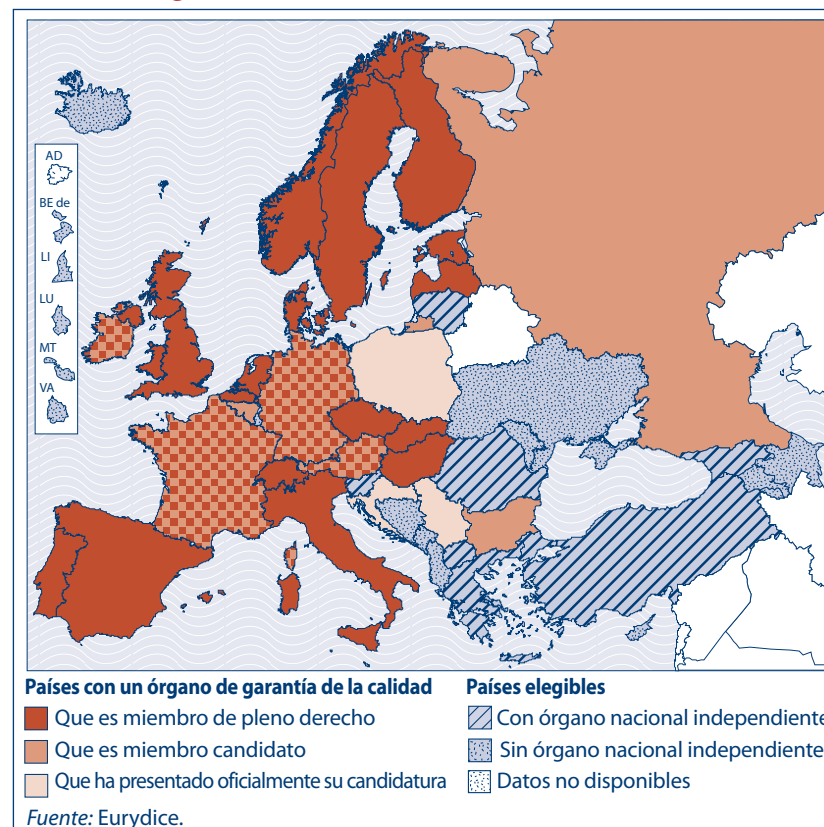 AD
BE de
LI
LU
MT
VA
Países con un órgano de garantía de la calidad
Que es miembro de pleno derecho
Que es miembro candidato
Que ha presentado oficialmente su candidatura
Países elegibles
Con órgano nacional independiente
Sin órgano nacional independiente
Datos no disponibles
Fuente: Eurydice.